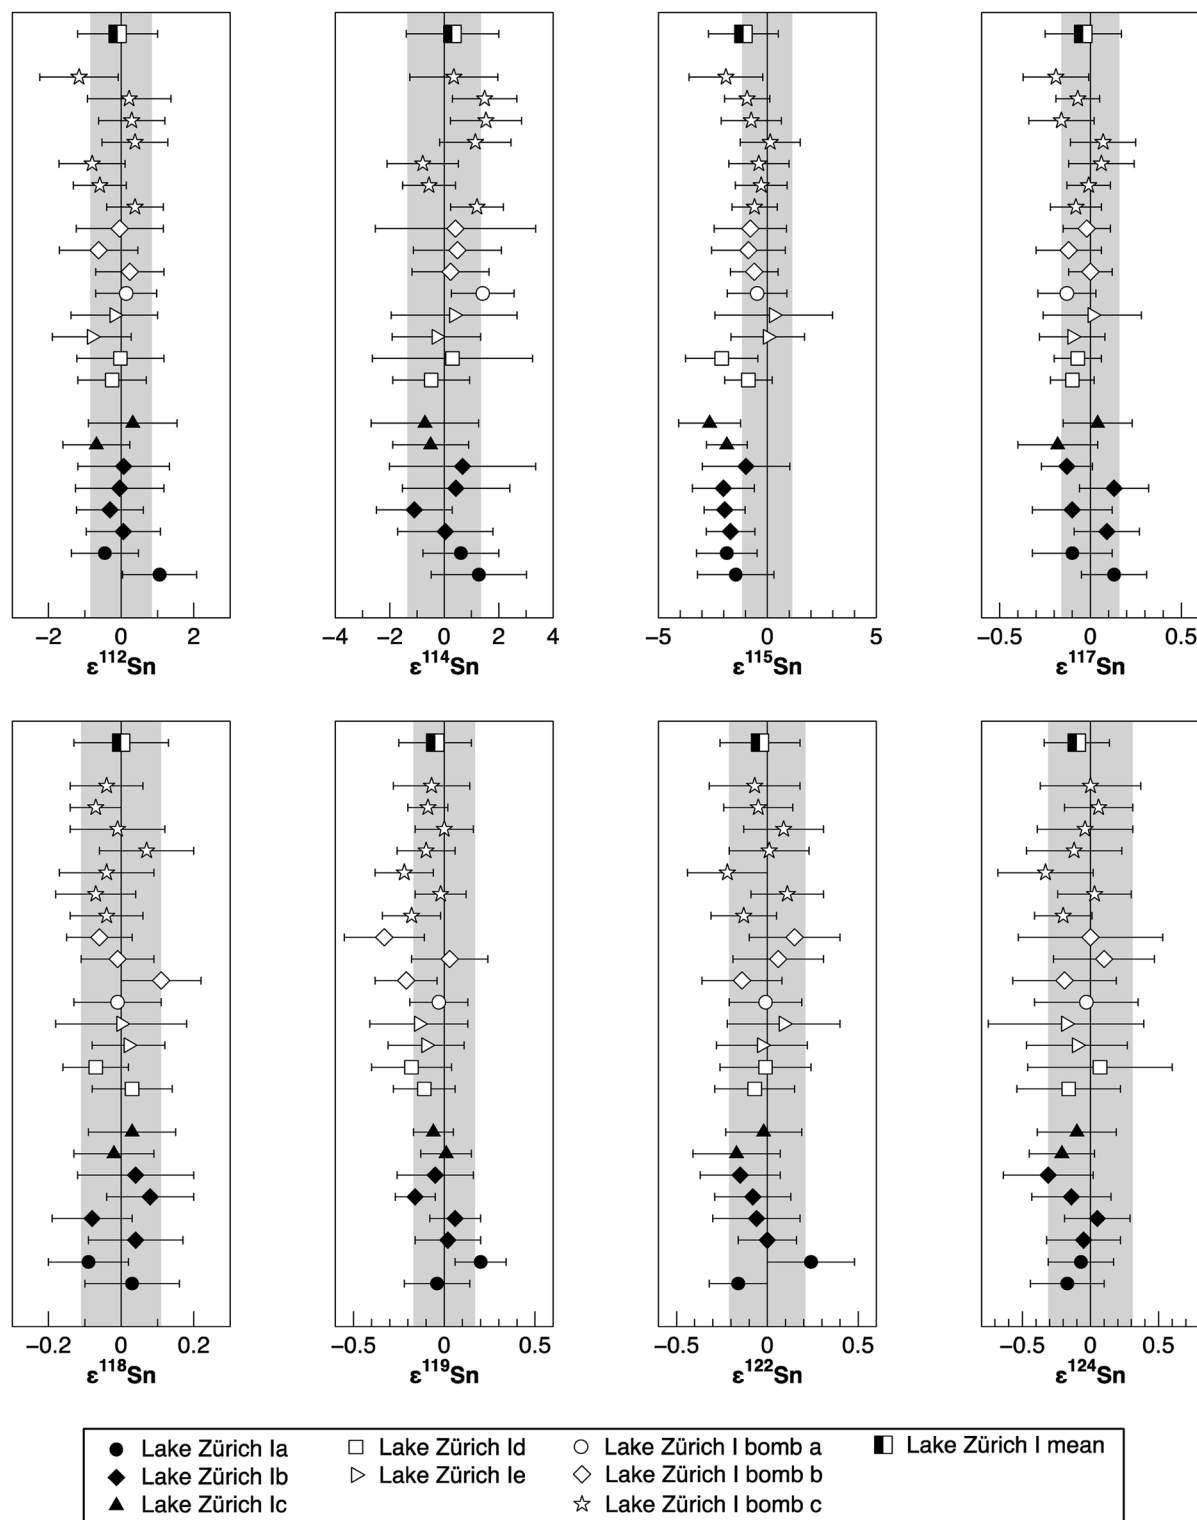 −2 0 2 −4 −2 0 2 4 −5 0 5 −0.5 0 0.5
ε¹¹²Sn ε¹¹⁴Sn ε¹¹⁵Sn ε¹¹⁷Sn
−0.2 0 0.2 −0.5 0 0.5 −0.5 0 0.5 −0.5 0 0.5
ε¹¹⁸Sn ε¹¹⁹Sn ε¹²²Sn ε¹²⁴Sn
Lake Zürich Ia Lake Zürich Id Lake Zürich I bomb a Lake Zürich I mean
Lake Zürich Ib Lake Zürich Ie Lake Zürich I bomb b
Lake Zürich Ic Lake Zürich I bomb c